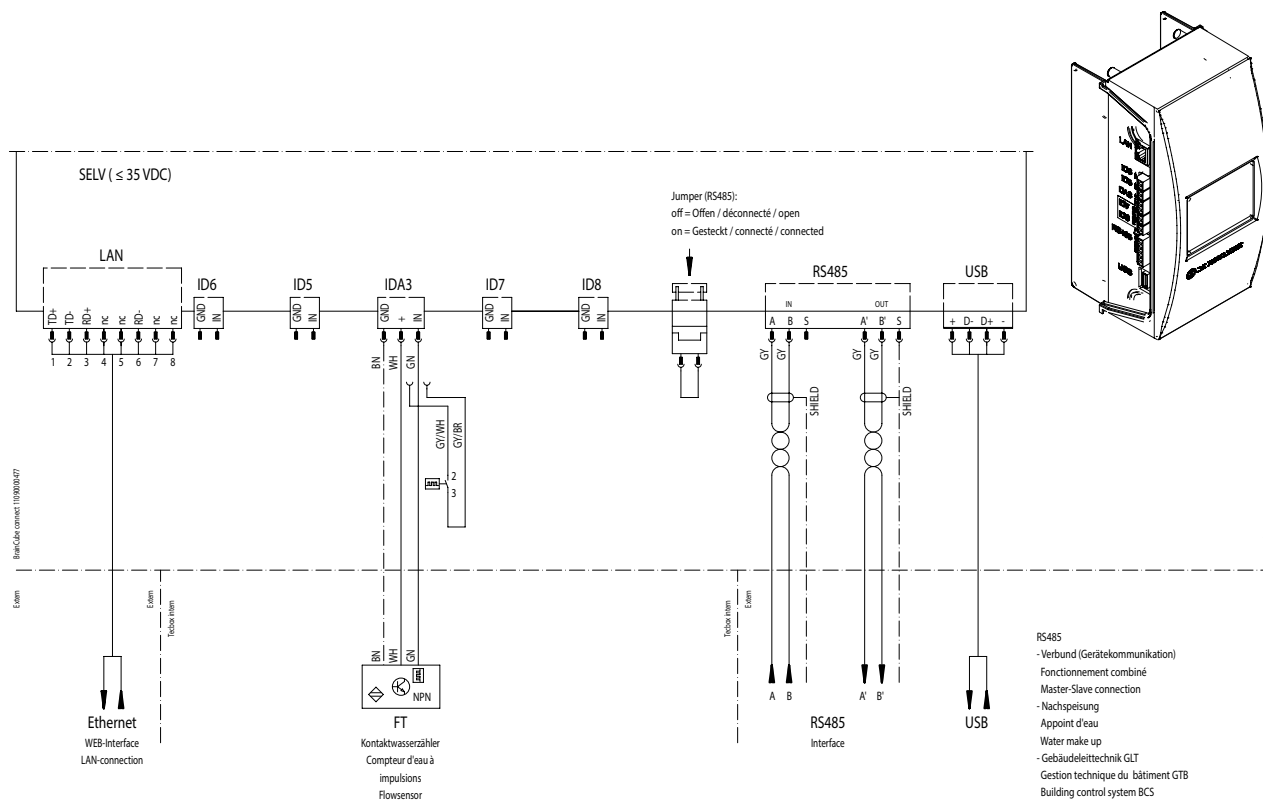 SELV ( ≤ 35 VDC)
Jumper (RS485):
off = Offen / déconnecté / open
on = Gesteckt / connecté / connected
LAN
ID6
ID5
IDA3
ID7
ID8
RS485
USB
TD+ TD- RD+ nc nc RD- nc nc
GND IN
GND IN
GND + IN
GND IN
GND IN
IN OUT
A B S A' B' S
+ D- D+ -
1 2 3 4 5 6 7 8
BN WH GN
GY GY GY GY
SHIELD SHIELD
GY/WH GY/BR
2
3
BrainCube connect 11090000477
Extern
Extern
Tecbox intern
Tecbox intern
Extern
BN WH GN
NPN
A B A' B'
Ethernet
WEB-Interface
LAN-connection
FT
Kontaktwasserzähler
Compteur d'eau à
impulsions
Flowsensor
RS485
Interface
USB
RS485
- Verbund (Gerätekommunikation)
Fonctionnement combiné
Master-Slave connection
- Nachspeisung
Appoint d'eau
Water make up
- Gebäudeleittechnik GLT
Gestion technique du bâtiment GTB
Building control system BCS
LAN
RS485
USB